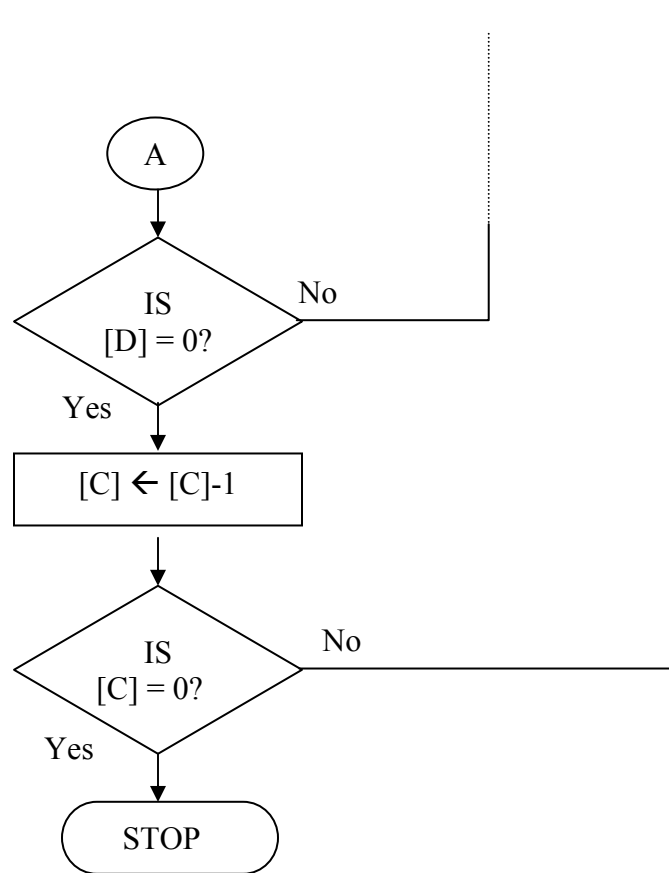 A
IS
[D] = 0?
No
Yes
[C] ← [C]-1
IS
[C] = 0?
No
Yes
STOP